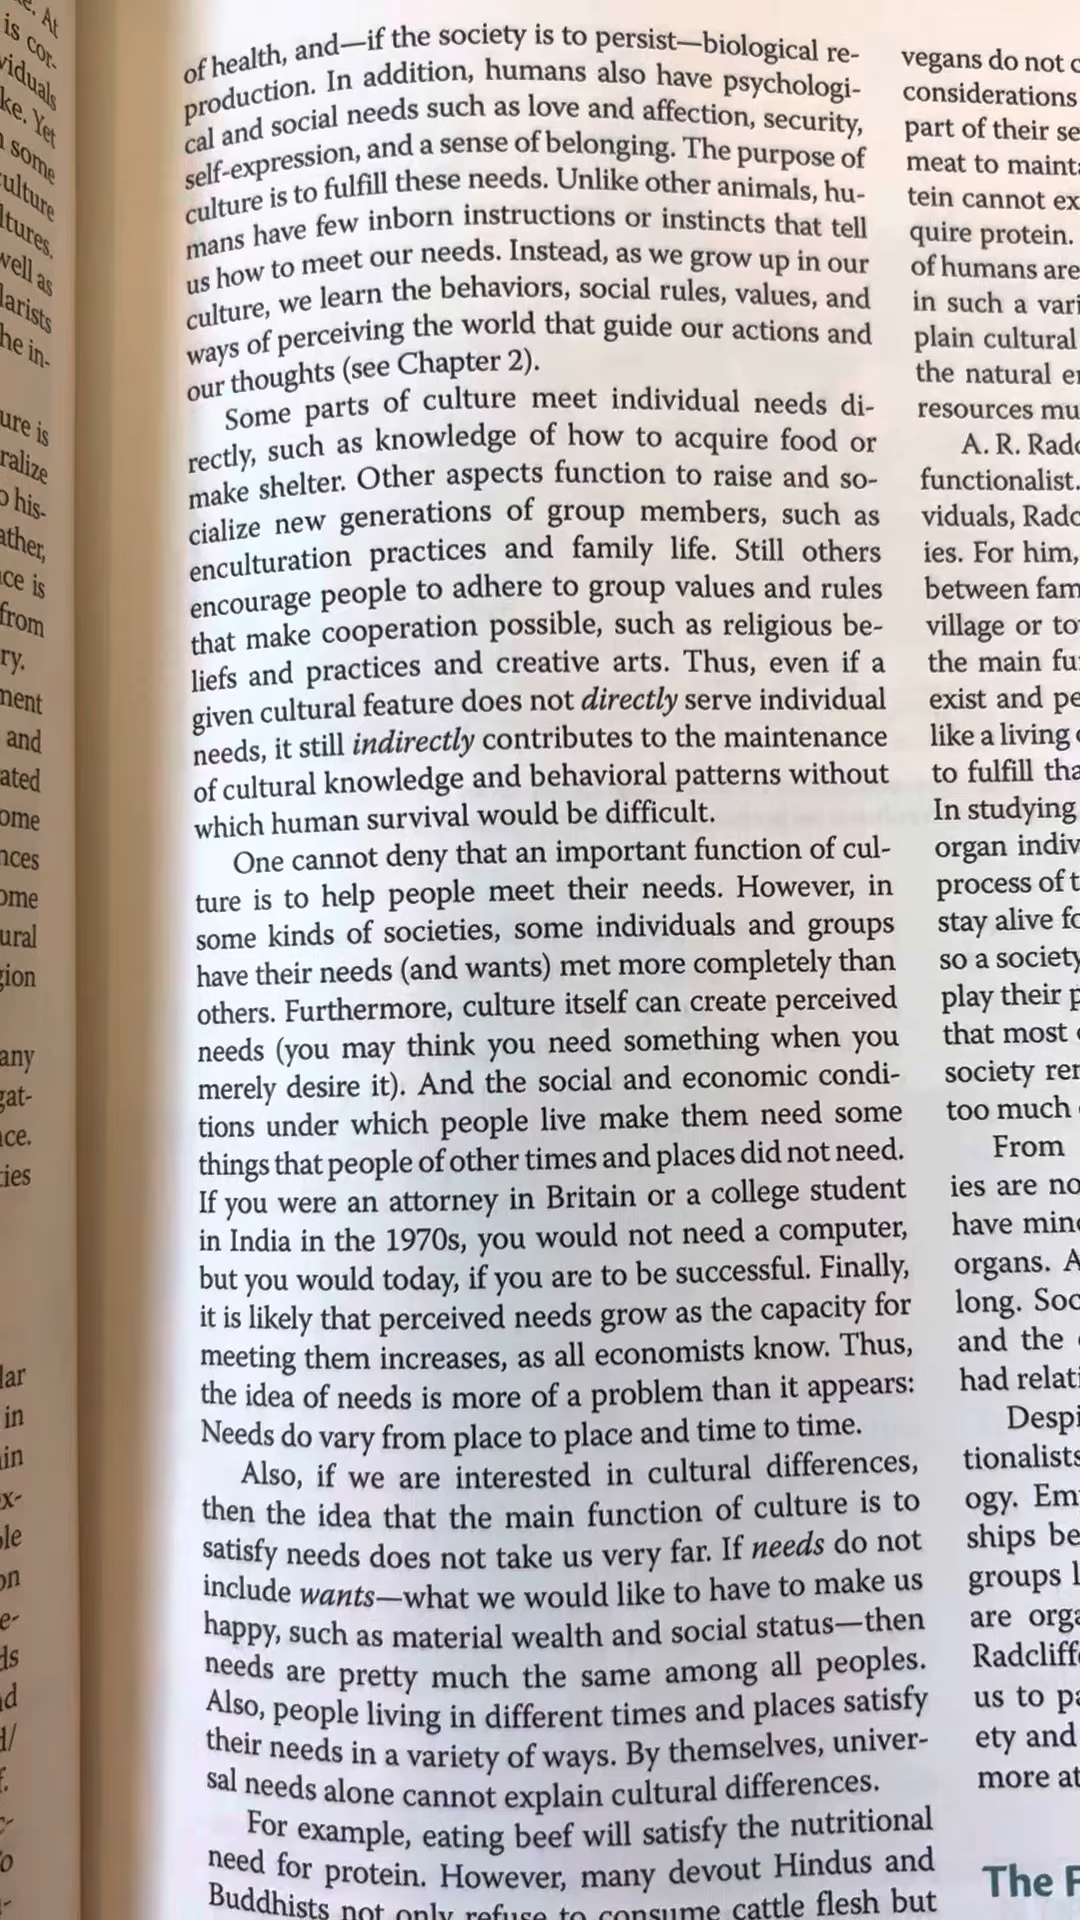 of health, and—if the society is to persist—biological re-
production. In addition, humans also have psychologi-
cal and social needs such as love and affection, security,
self-expression, and a sense of belonging. The purpose of
culture is to fulfill these needs. Unlike other animals, hu-
mans have few inborn instructions or instincts that tell
us how to meet our needs. Instead, as we grow up in our
culture, we learn the behaviors, social rules, values, and
ways of perceiving the world that guide our actions and
our thoughts (see Chapter 2).
Some parts of culture meet individual needs di-
rectly, such as knowledge of how to acquire food or
make shelter. Other aspects function to raise and so-
cialize new generations of group members, such as
enculturation practices and family life. Still others
encourage people to adhere to group values and rules
that make cooperation possible, such as religious be-
liefs and practices and creative arts. Thus, even if a
given cultural feature does not directly serve individual
needs, it still indirectly contributes to the maintenance
of cultural knowledge and behavioral patterns without
which human survival would be difficult.
One cannot deny that an important function of cul-
ture is to help people meet their needs. However, in
some kinds of societies, some individuals and groups
have their needs (and wants) met more completely than
others. Furthermore, culture itself can create perceived
needs (you may think you need something when you
merely desire it). And the social and economic condi-
tions under which people live make them need some
things that people of other times and places did not need.
If you were an attorney in Britain or a college student
in India in the 1970s, you would not need a computer,
but you would today, if you are to be successful. Finally,
it is likely that perceived needs grow as the capacity for
meeting them increases, as all economists know. Thus,
the idea of needs is more of a problem than it appears:
Needs do vary from place to place and time to time.
Also, if we are interested in cultural differences,
then the idea that the main function of culture is to
satisfy needs does not take us very far. If needs do not
include wants—what we would like to have to make us
happy, such as material wealth and social status—then
needs are pretty much the same among all peoples.
Also, people living in different times and places satisfy
their needs in a variety of ways. By themselves, univer-
sal needs alone cannot explain cultural differences.
For example, eating beef will satisfy the nutritional
need for protein. However, many devout Hindus and
Buddhists not only refuse to consume cattle flesh but
vegans do not
considerations
part of their
meat to
tein cannot
quire protein.
of humans are
in such a
plain cultural
the natural
resources
A. R.
functionalist.
viduals,
ies. For him,
between
village or
the main
exist and
like a living
to fulfill
In studying
organ
process of
stay alive
so a society
play their
that most
society
too much
From
ies are
have
organs.
long.
and the
had
tionalists
ogy.
ships
groups
are
us to
ety and
more
The